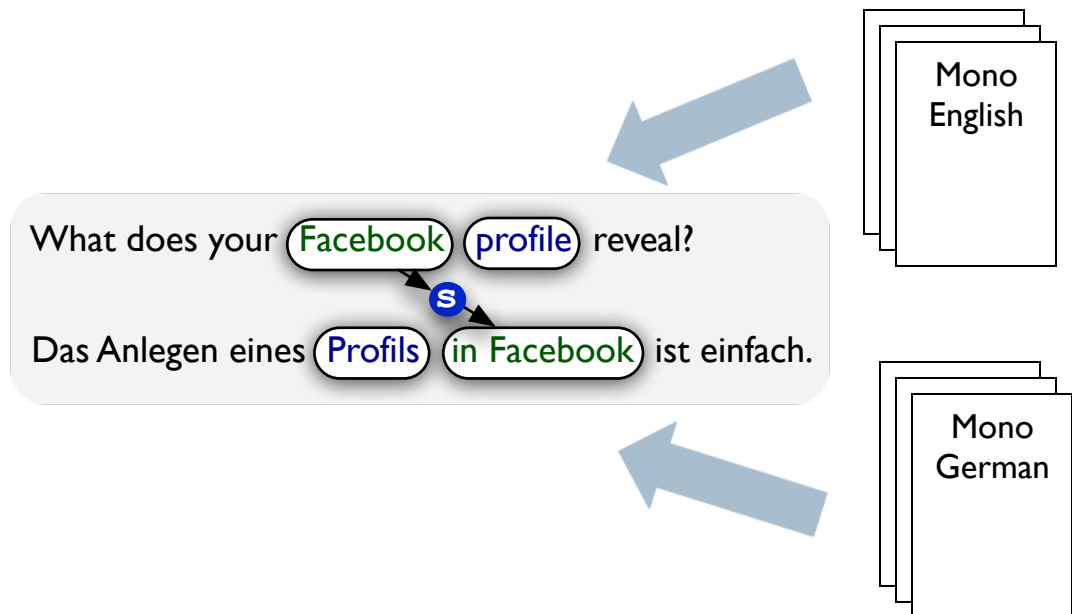 Mono
English
What does your Facebook profile reveal?
s
Das Anlegen eines Profils in Facebook ist einfach.
Mono
German